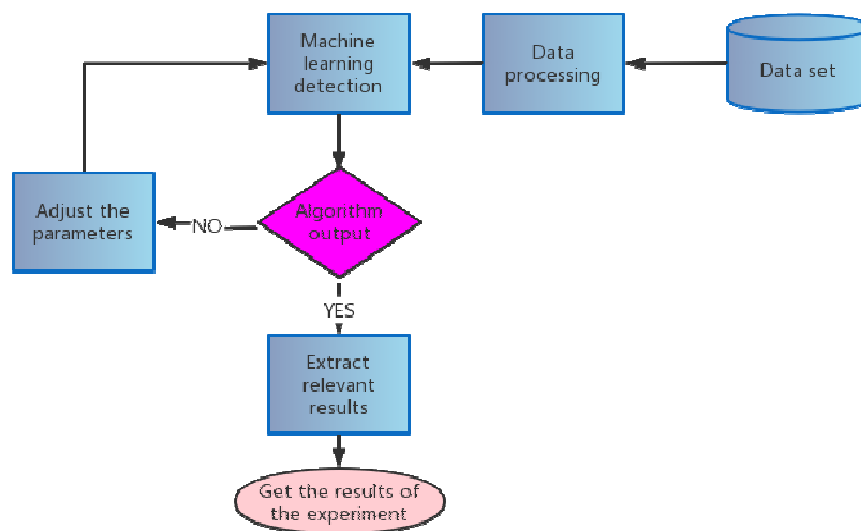 Machine
learning
detection
Data
processing
Data set
Adjust the
parameters
NO
Algorithm
output
YES
Extract
relevant
results
Get the results of
the experiment